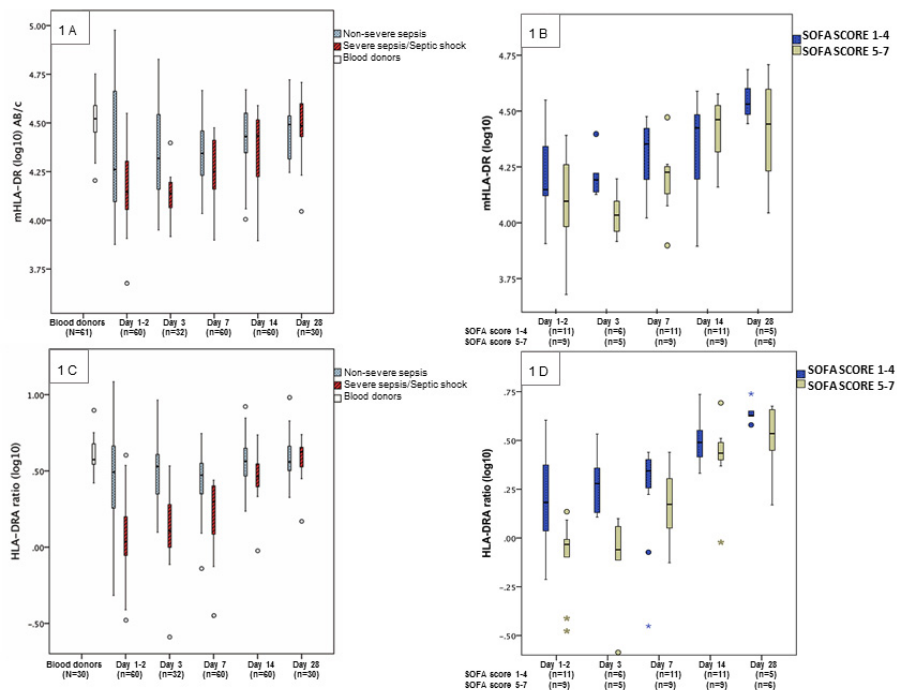 1 A
Non-severe sepsis
Severe sepsis/Septic shock
Blood donors
mHLA-DR (log10) AB/c
5.00
4.75
4.50
4.25
4.00
3.75
Blood donors Day 1-2 Day 3 Day 7 Day 14 Day 28
(N=61) (n=60) (n=32) (n=60) (n=60) (n=30)
1 B
SOFA SCORE 1-4
SOFA SCORE 5-7
mHLA-DR (log10)
4.75
4.50
4.25
4.00
3.75
Day 1-2 Day 3 Day 7 Day 14 Day 28
SOFA score 1-4 (n=11) (n=6) (n=11) (n=11) (n=5)
SOFA score 5-7 (n=9) (n=5) (n=9) (n=9) (n=6)
1 C
Non-severe sepsis
Severe sepsis/Septic shock
Blood donors
HLA-DRA ratio (log10)
1.00
.50
.00
-.50
Blood donors Day 1-2 Day 3 Day 7 Day 14 Day 28
(N=30) (n=60) (n=32) (n=60) (n=60) (n=30)
1 D
SOFA SCORE 1-4
SOFA SCORE 5-7
HLA-DRA ratio (log10)
.75
.50
.25
.00
-.25
-.50
Day 1-2 Day 3 Day 7 Day 14 Day 28
SOFA score 1-4 (n=11) (n=6) (n=11) (n=11) (n=5)
SOFA score 5-7 (n=9) (n=5) (n=9) (n=9) (n=6)